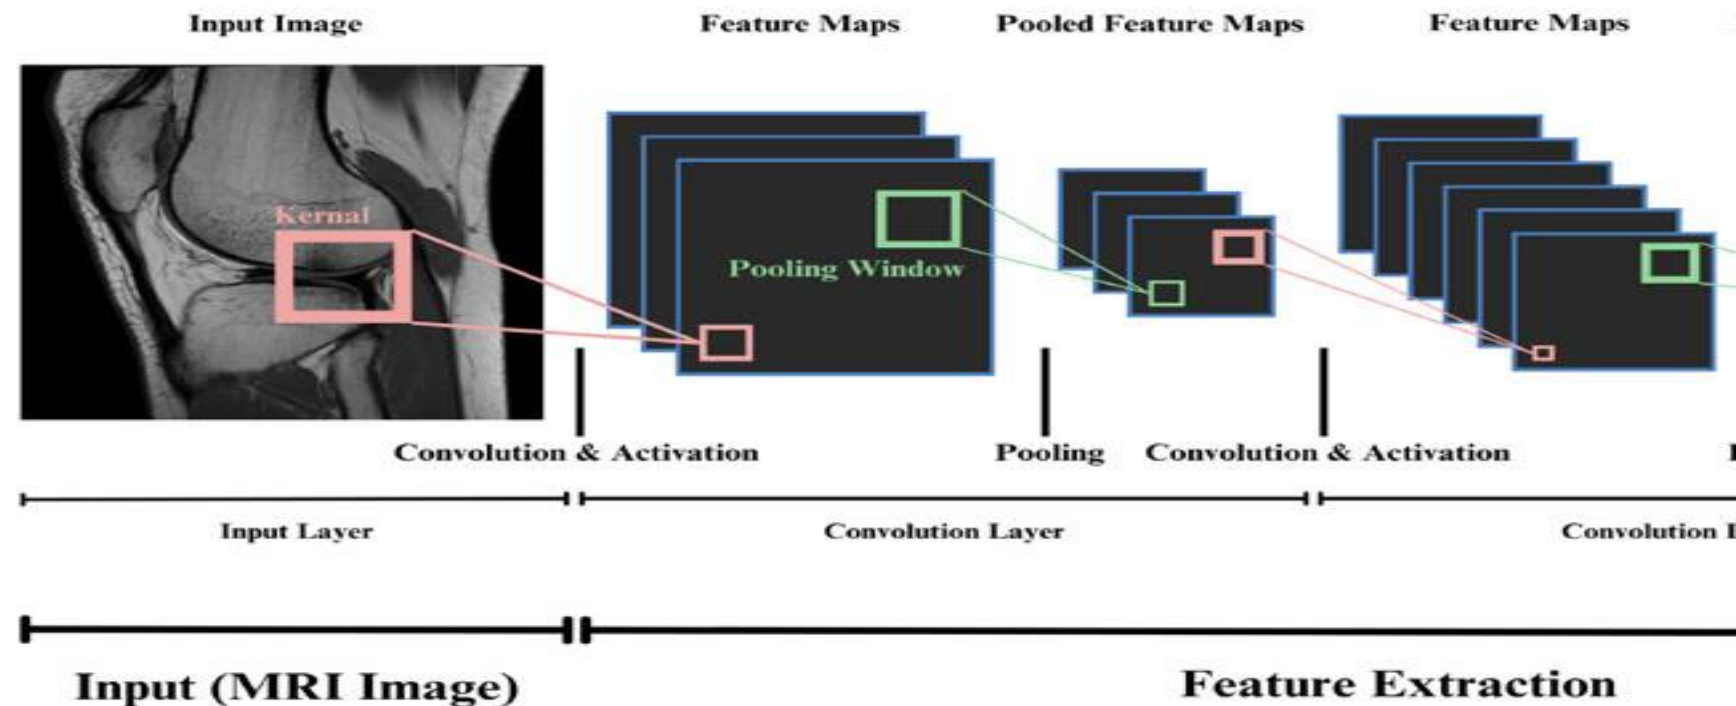 Input Image
Feature Maps
Pooled Feature Maps
Feature Maps
Kernal
Pooling Window
Convolution & Activation
Pooling
Convolution & Activation
Input Layer
Convolution Layer
Convolution
Input (MRI Image)
Feature Extraction